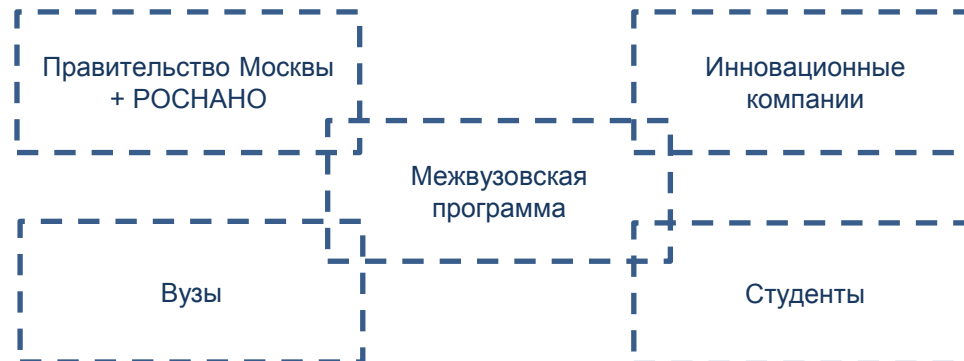 Правительство Москвы
+ РОСНАНО
Инновационные
компании
Межвузовская
программа
Вузы
Студенты